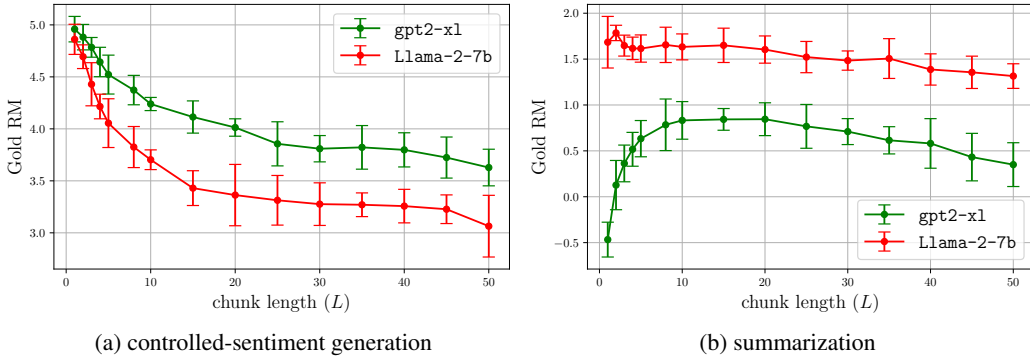 5.0
4.5
4.0
3.5
3.0
Gold RM
gpt2-xl
Llama-2-7b
0 10 20 30 40 50
chunk length (L)
(a) controlled-sentiment generation
2.0
1.5
1.0
0.5
0.0
−0.5
Gold RM
gpt2-xl
Llama-2-7b
0 10 20 30 40 50
chunk length (L)
(b) summarization